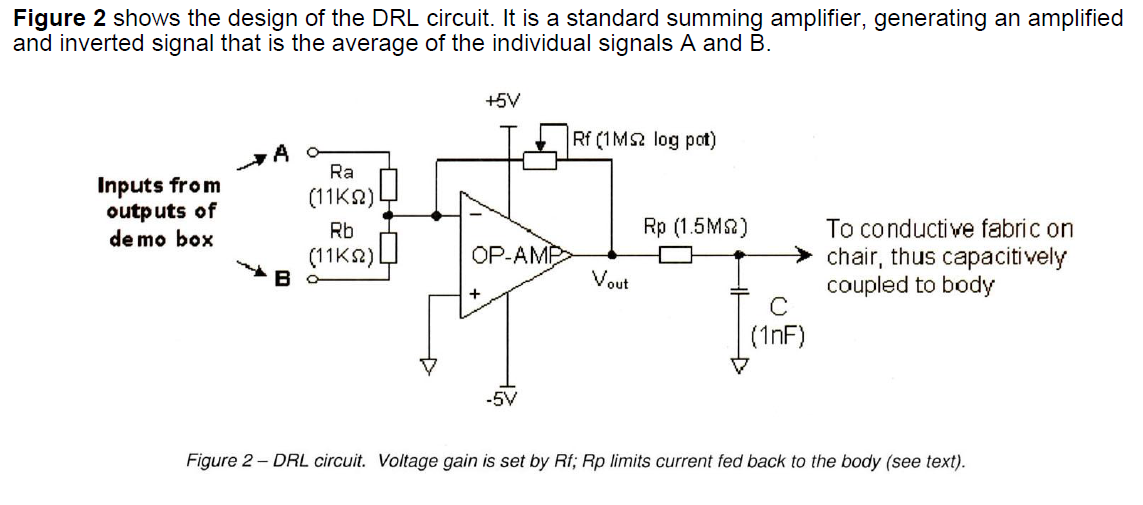 Figure 2 shows the design of the DRL circuit. It is a standard summing amplifier, generating an amplified
and inverted signal that is the average of the individual signals A and B.
+5V
Rf (1MΩ log pot)
A
Ra
(11KΩ)
Inputs from
outputs of
demo box
Rb
(11KΩ)
B
−
OP-AMP
+
Vout
Rp (1.5MΩ)
To conductive fabric on
chair, thus capacitively
coupled to body
C
(1nF)
-5V
Figure 2 – DRL circuit. Voltage gain is set by Rf; Rp limits current fed back to the body (see text).